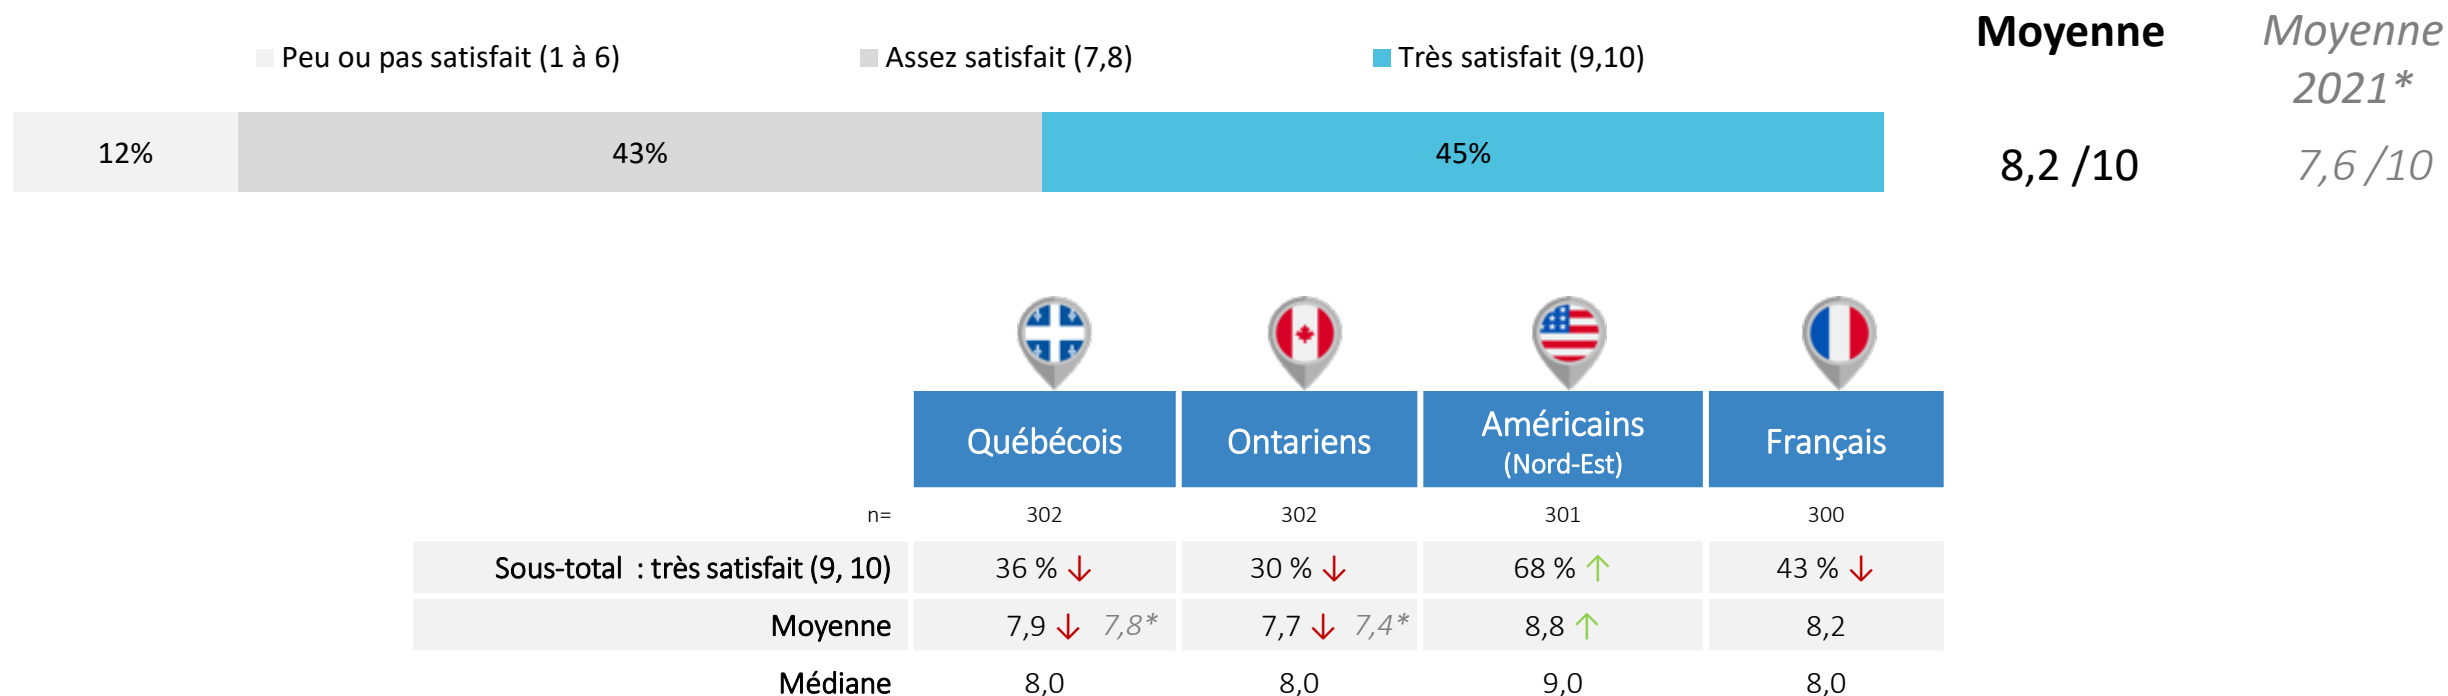 Peu ou pas satisfait (1 à 6) Assez satisfait (7,8) Très satisfait (9,10) Moyenne Moyenne
2021*
12% 43% 45% 8,2 /10 7,6 /10
Québécois Ontariens Américains Français
(Nord-Est)
n= 302 302 301 300
Sous-total : très satisfait (9, 10) 36 % ↓ 30 % ↓ 68 % ↑ 43 % ↓
Moyenne 7,9 ↓ 7,8* 7,7 ↓ 7,4* 8,8 ↑ 8,2
Médiane 8,0 8,0 9,0 8,0